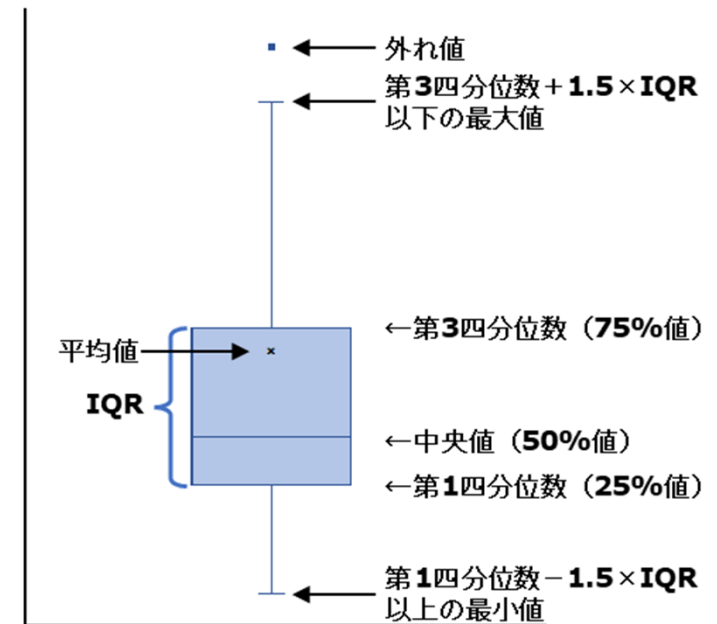 外れ値
第3四分位数＋1.5×IQR
以下の最大値
←第3四分位数（75%値）
平均値
IQR
←中央値（50%値）
←第1四分位数（25%値）
第1四分位数－1.5×IQR
以上の最小値